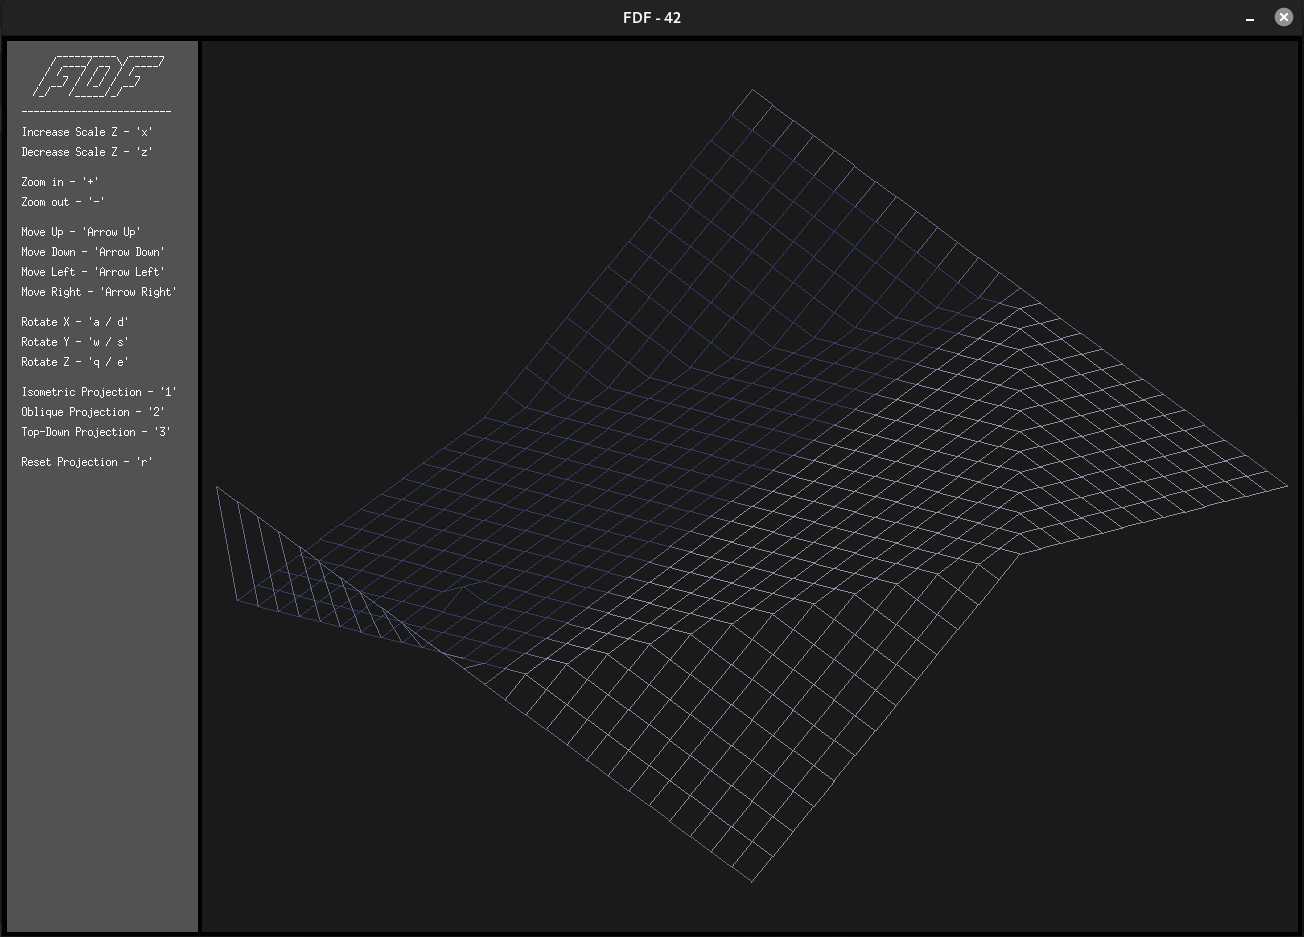 FDF - 42
FDF
-------------------------
Increase Scale Z - 'x'
Decrease Scale Z - 'z'
Zoom in - '+'
Zoom out - '-'
Move Up - 'Arrow Up'
Move Down - 'Arrow Down'
Move Left - 'Arrow Left'
Move Right - 'Arrow Right'
Rotate X - 'a / d'
Rotate Y - 'w / s'
Rotate Z - 'q / e'
Isometric Projection - '1'
Oblique Projection - '2'
Top-Down Projection - '3'
Reset Projection - 'r'